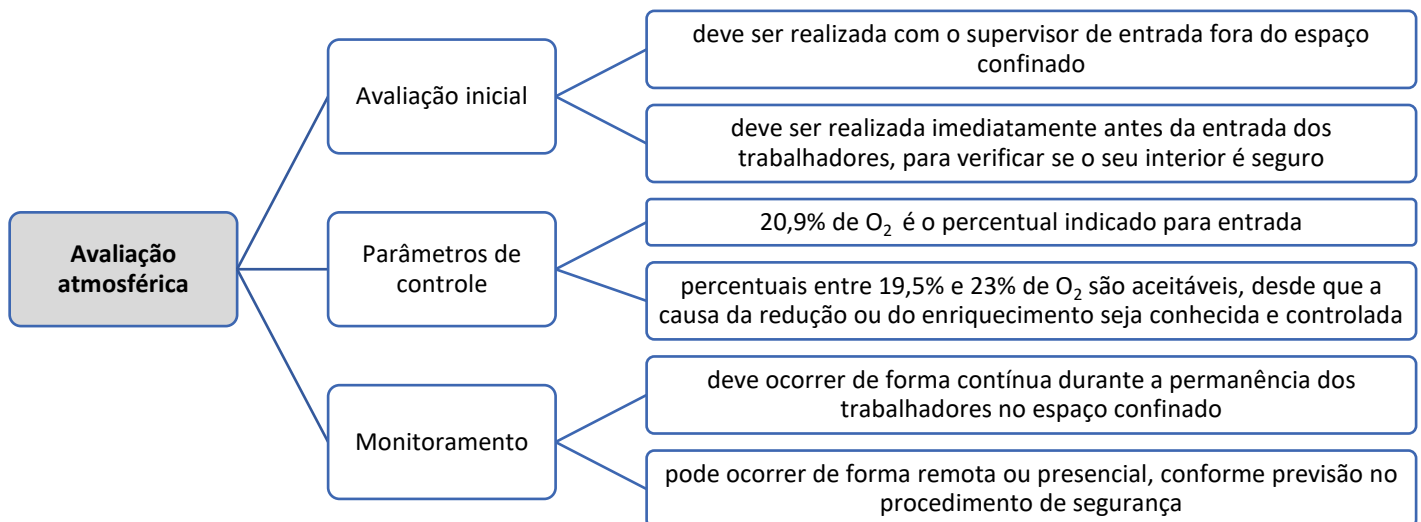 Avaliação
atmosférica
Avaliação inicial
deve ser realizada com o supervisor de entrada fora do espaço
confinado
deve ser realizada imediatamente antes da entrada dos
trabalhadores, para verificar se o seu interior é seguro
Parâmetros de
controle
20,9% de O₂ é o percentual indicado para entrada
percentuais entre 19,5% e 23% de O₂ são aceitáveis, desde que a
causa da redução ou do enriquecimento seja conhecida e controlada
Monitoramento
deve ocorrer de forma contínua durante a permanência dos
trabalhadores no espaço confinado
pode ocorrer de forma remota ou presencial, conforme previsão no
procedimento de segurança